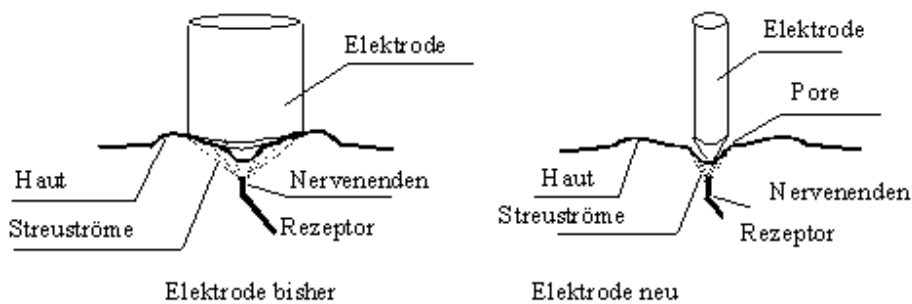 Elektrode
Haut
Nervenenden
Streuströme
Rezeptor
Elektrode bisher
Elektrode
Pore
Haut
Nervenenden
Streuströme
Rezeptor
Elektrode neu